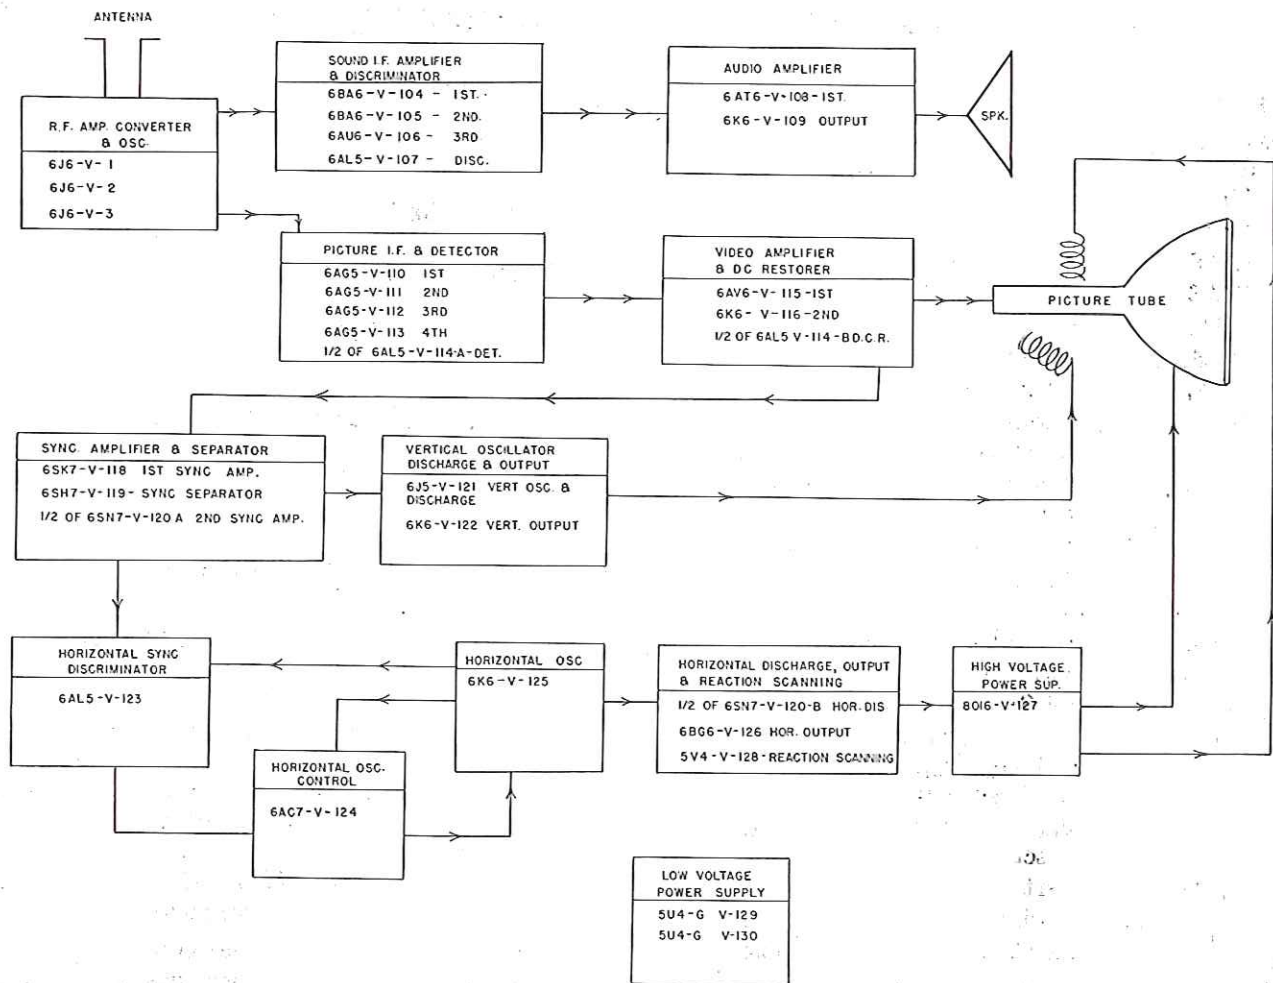 ANTENNA
R.F. AMP. CONVERTER
& OSC.
6J6-V-1
6J6-V-2
6J6-V-3
SOUND I.F. AMPLIFIER
& DISCRIMINATOR
6BA6-V-104 - 1ST.
6BA6-V-105 - 2ND.
6AU6-V-106 - 3RD
6AL5-V-107 - DISC.
AUDIO AMPLIFIER
6AT6-V-108-1ST.
6K6-V-109 OUTPUT
SPK.
PICTURE I.F. & DETECTOR
6AG5-V-110 1ST
6AG5-V-111 2ND
6AG5-V-112 3RD
6AG5-V-113 4TH
1/2 OF 6AL5-V-114-A-DET.
VIDEO AMPLIFIER
& DC RESTORER
6AV6-V-115-1ST
6K6- V-116-2ND
1/2 OF 6AL5 V-114-B D.C.R.
PICTURE TUBE
SYNC. AMPLIFIER & SEPARATOR
6SK7-V-118 1ST SYNC AMP.
6SH7-V-119- SYNC SEPARATOR
1/2 OF 6SN7-V-120 A 2ND SYNC AMP.
VERTICAL OSCILLATOR
DISCHARGE & OUTPUT
6J5-V-121 VERT OSC. &
DISCHARGE
6K6-V-122 VERT. OUTPUT
HORIZONTAL SYNC
DISCRIMINATOR
6AL5-V-123
HORIZONTAL OSC.
CONTROL
6AC7-V-124
HORIZONTAL OSC
6K6-V-125
HORIZONTAL DISCHARGE, OUTPUT
& REACTION SCANNING
1/2 OF 6SN7-V-120-B HOR. DIS
6BG6-V-126 HOR. OUTPUT
5V4-V-128-REACTION SCANNING
HIGH VOLTAGE
POWER SUP.
8016-V-127
LOW VOLTAGE
POWER SUPPLY
5U4-G V-129
5U4-G V-130